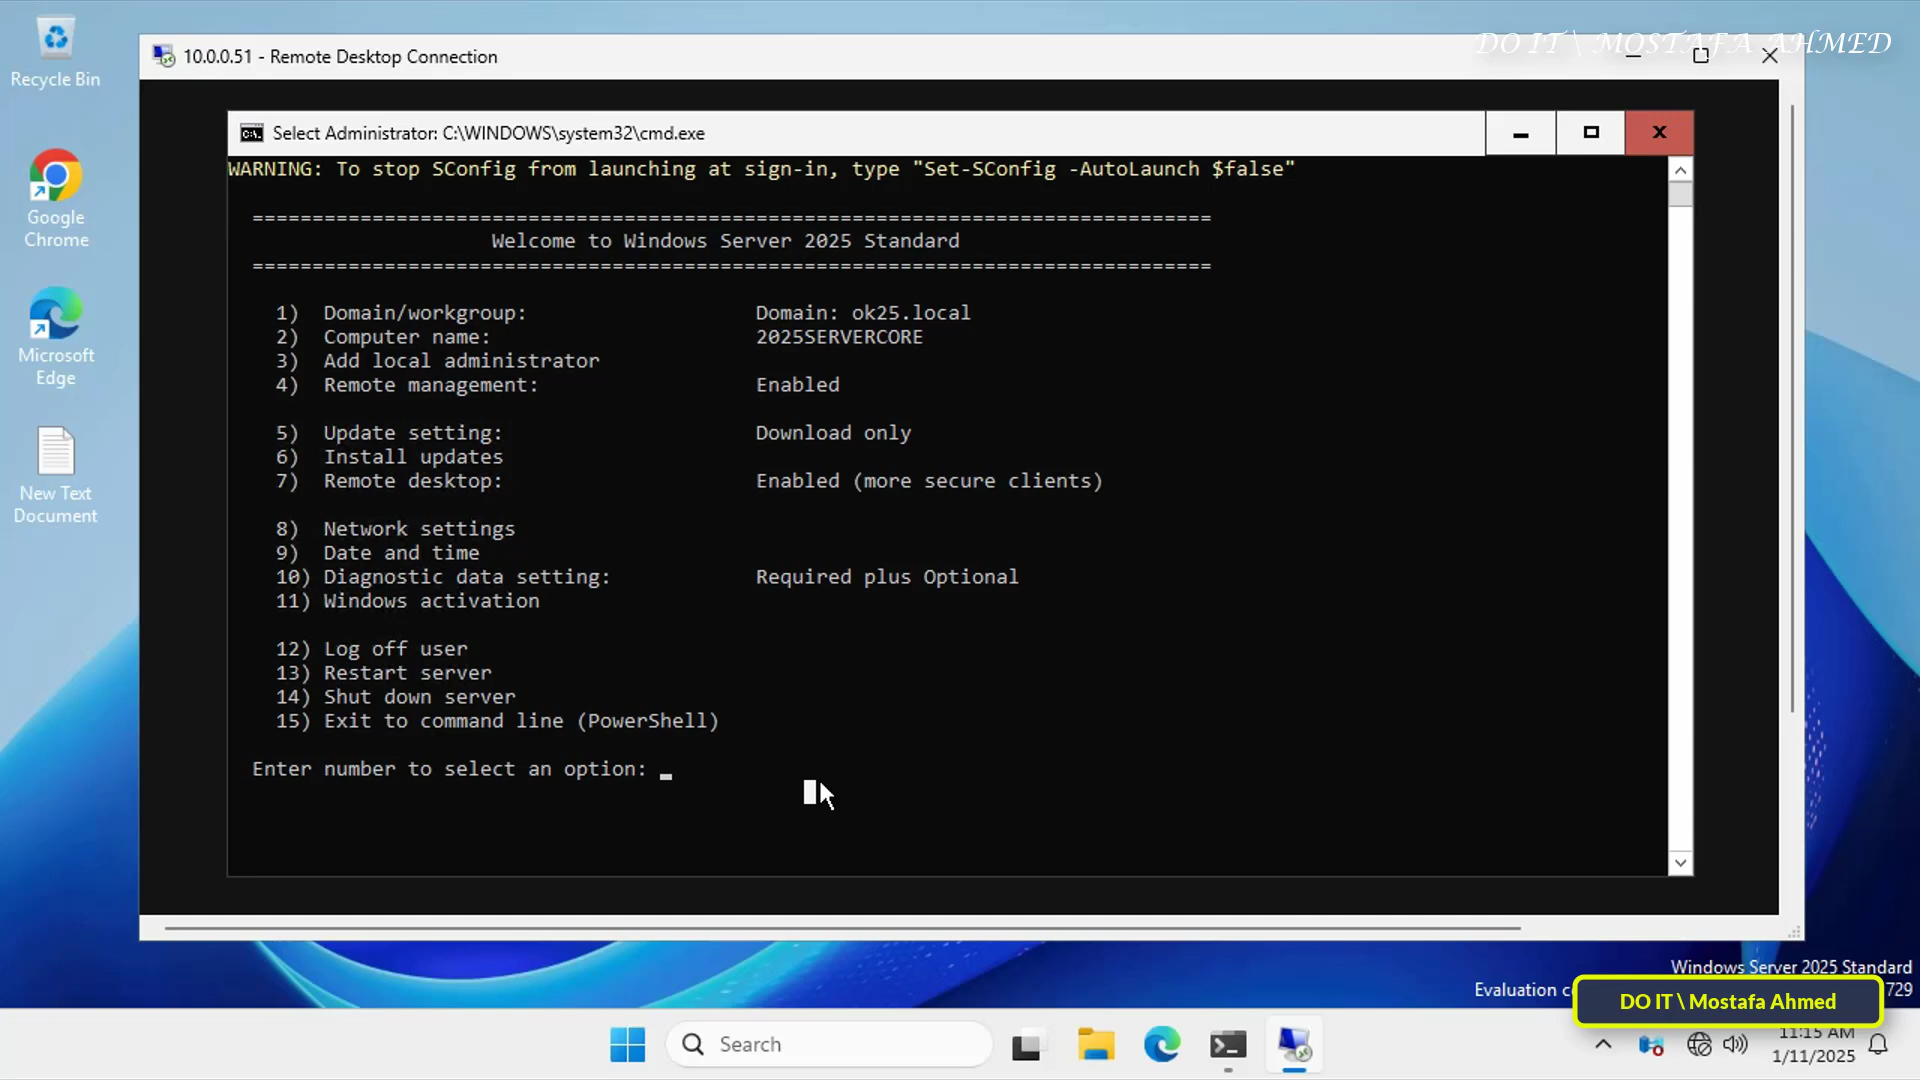 Recycle Bin
Google
Chrome
Microsoft
Edge
New Text
Document
DO IT \ MOSTAFA AHMED
10.0.0.51 - Remote Desktop Connection
Select Administrator: C:\WINDOWS\system32\cmd.exe
WARNING: To stop SConfig from launching at sign-in, type "Set-SConfig -AutoLaunch $false"
================================================================================
Welcome to Windows Server 2025 Standard
================================================================================
1) Domain/workgroup: Domain: ok25.local
2) Computer name: 2025SERVERCORE
3) Add local administrator
4) Remote management: Enabled
5) Update setting: Download only
6) Install updates
7) Remote desktop: Enabled (more secure clients)
8) Network settings
9) Date and time
10) Diagnostic data setting: Required plus Optional
11) Windows activation
12) Log off user
13) Restart server
14) Shut down server
15) Exit to command line (PowerShell)
Enter number to select an option: _
Windows Server 2025 Standard
Evaluation
DO IT \ Mostafa Ahmed
Search
11:15 AM
1/11/2025